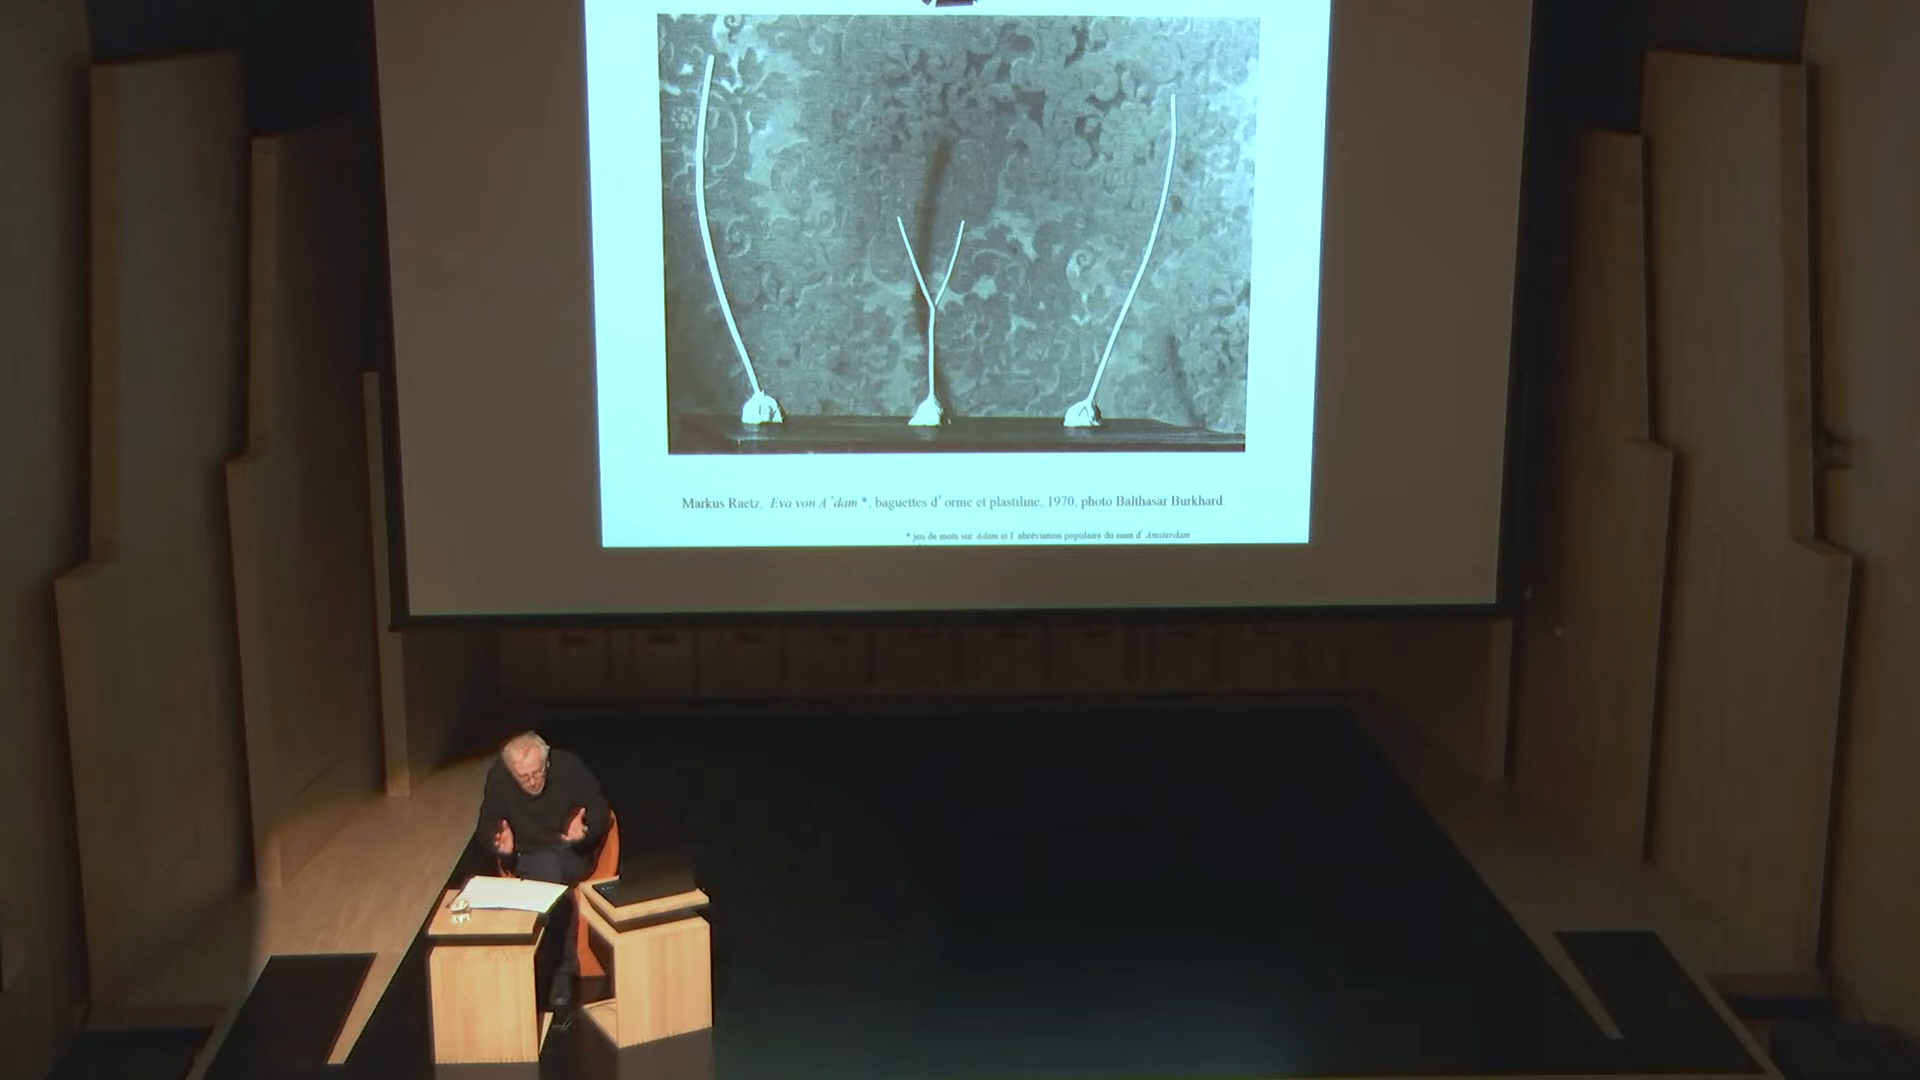 Markus Raetz, Eva von A´dam *, baguettes d' orme et plastiline, 1970, photo Balthasar Burkhard.
* jeu de mots sur Adam et l' abréviation populaire du nom d' Amsterdam